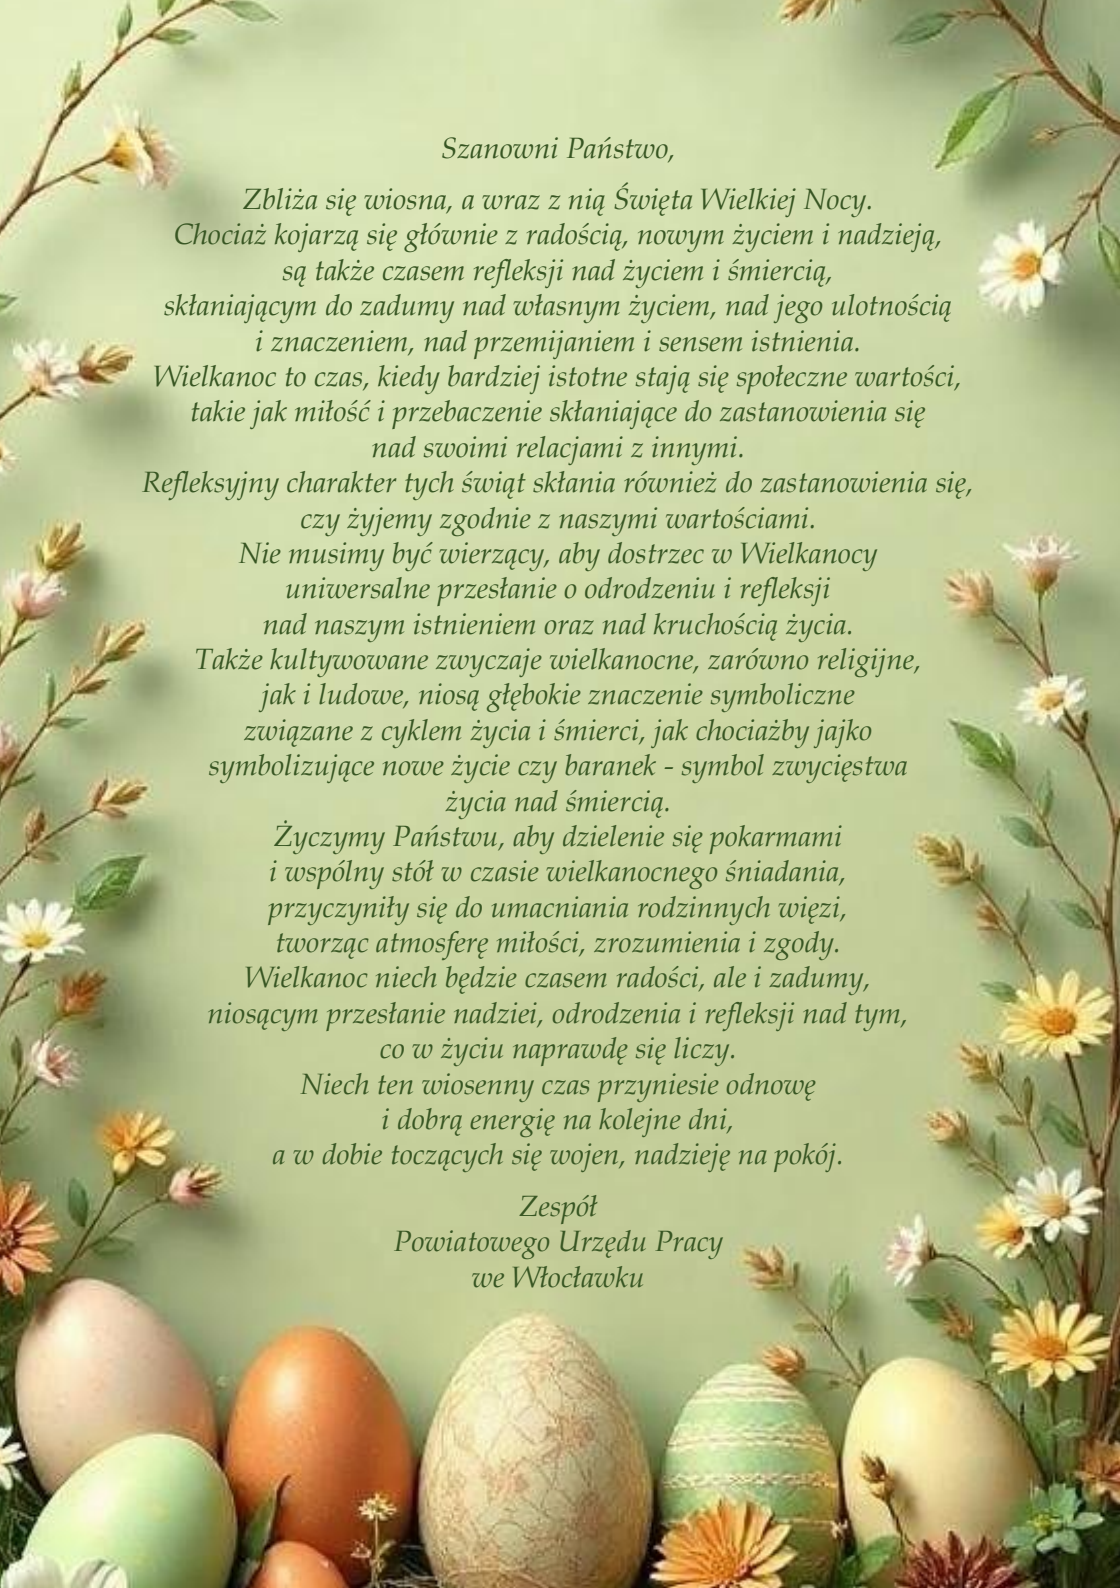 Szanowni Państwo,
Zbliża się wiosna, a wraz z nią Święta Wielkiej Nocy.
Chociaż kojarzą się głównie z radością, nowym życiem i nadzieją,
są także czasem refleksji nad życiem i śmiercią,
skłaniającym do zadumy nad własnym życiem, nad jego ulotnością
i znaczeniem, nad przemijaniem i sensem istnienia.
Wielkanoc to czas, kiedy bardziej istotne stają się społeczne wartości,
takie jak miłość i przebaczenie skłaniające do zastanowienia się
nad swoimi relacjami z innymi.
Refleksyjny charakter tych świąt skłania również do zastanowienia się,
czy żyjemy zgodnie z naszymi wartościami.
Nie musimy być wierzący, aby dostrzec w Wielkanocy
uniwersalne przesłanie o odrodzeniu i refleksji
nad naszym istnieniem oraz nad kruchością życia.
Także kultywowane zwyczaje wielkanocne, zarówno religijne,
jak i ludowe, niosą głębokie znaczenie symboliczne
związane z cyklem życia i śmierci, jak chociażby jajko
symbolizujące nowe życie czy baranek - symbol zwycięstwa
życia nad śmiercią.
Życzymy Państwu, aby dzielenie się pokarmami
i wspólny stół w czasie wielkanocnego śniadania,
przyczyniły się do umacniania rodzinnych więzi,
tworząc atmosferę miłości, zrozumienia i zgody.
Wielkanoc niech będzie czasem radości, ale i zadumy,
niosącym przesłanie nadziei, odrodzenia i refleksji nad tym,
co w życiu naprawdę się liczy.
Niech ten wiosenny czas przyniesie odnowę
i dobrą energię na kolejne dni,
a w dobie toczących się wojen, nadzieję na pokój.
Zespół
Powiatowego Urzędu Pracy
we Włocławku